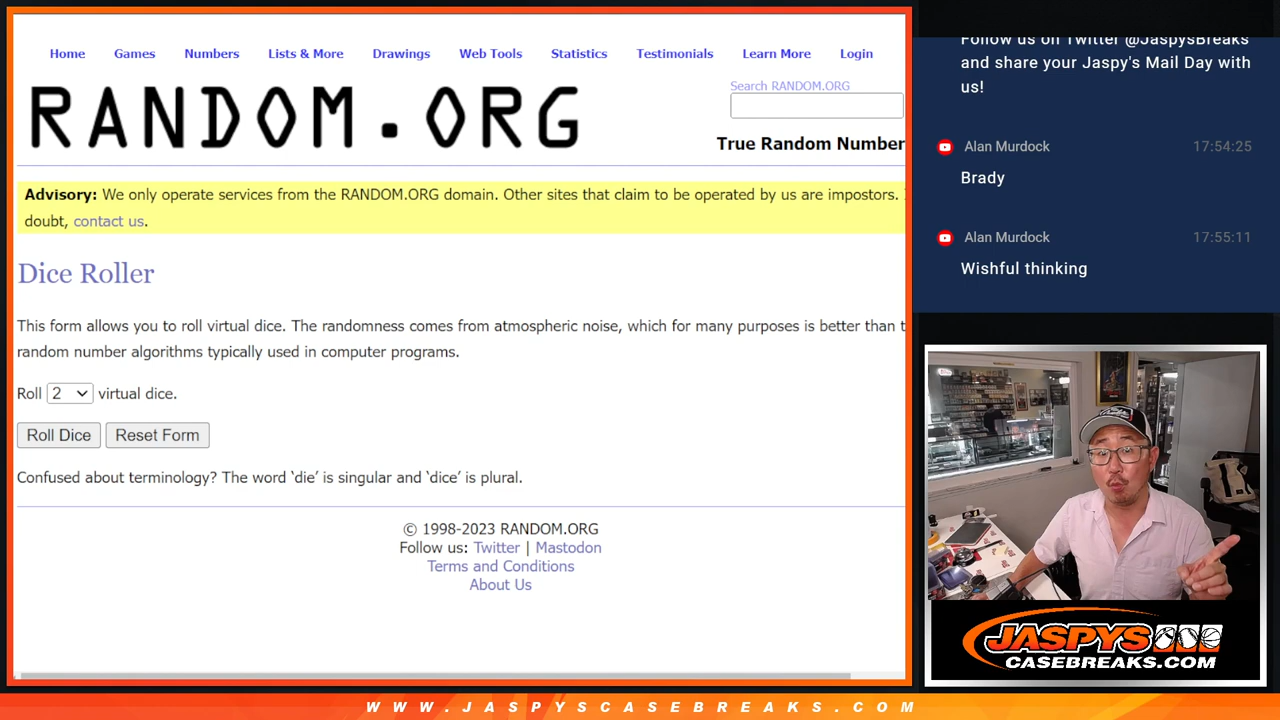 Home Games Numbers Lists & More Drawings Web Tools Statistics Testimonials Learn More Login
RANDOM.ORG
Search RANDOM.ORG
True Random Number
Advisory: We only operate services from the RANDOM.ORG domain. Other sites that claim to be operated by us are impostors.
doubt, contact us.
Dice Roller
This form allows you to roll virtual dice. The randomness comes from atmospheric noise, which for many purposes is better than t
random number algorithms typically used in computer programs.
Roll 2 virtual dice.
Roll Dice Reset Form
Confused about terminology? The word ‘die’ is singular and ‘dice’ is plural.
© 1998-2023 RANDOM.ORG
Follow us: Twitter | Mastodon
Terms and Conditions
About Us
Follow us on Twitter @JaspysBreaks
and share your Jaspy's Mail Day with
us!
Alan Murdock 17:54:25
Brady
Alan Murdock 17:55:11
Wishful thinking
JASPYS
CASEBREAKS.COM
WWW.JASPYSCASEBREAKS.COM